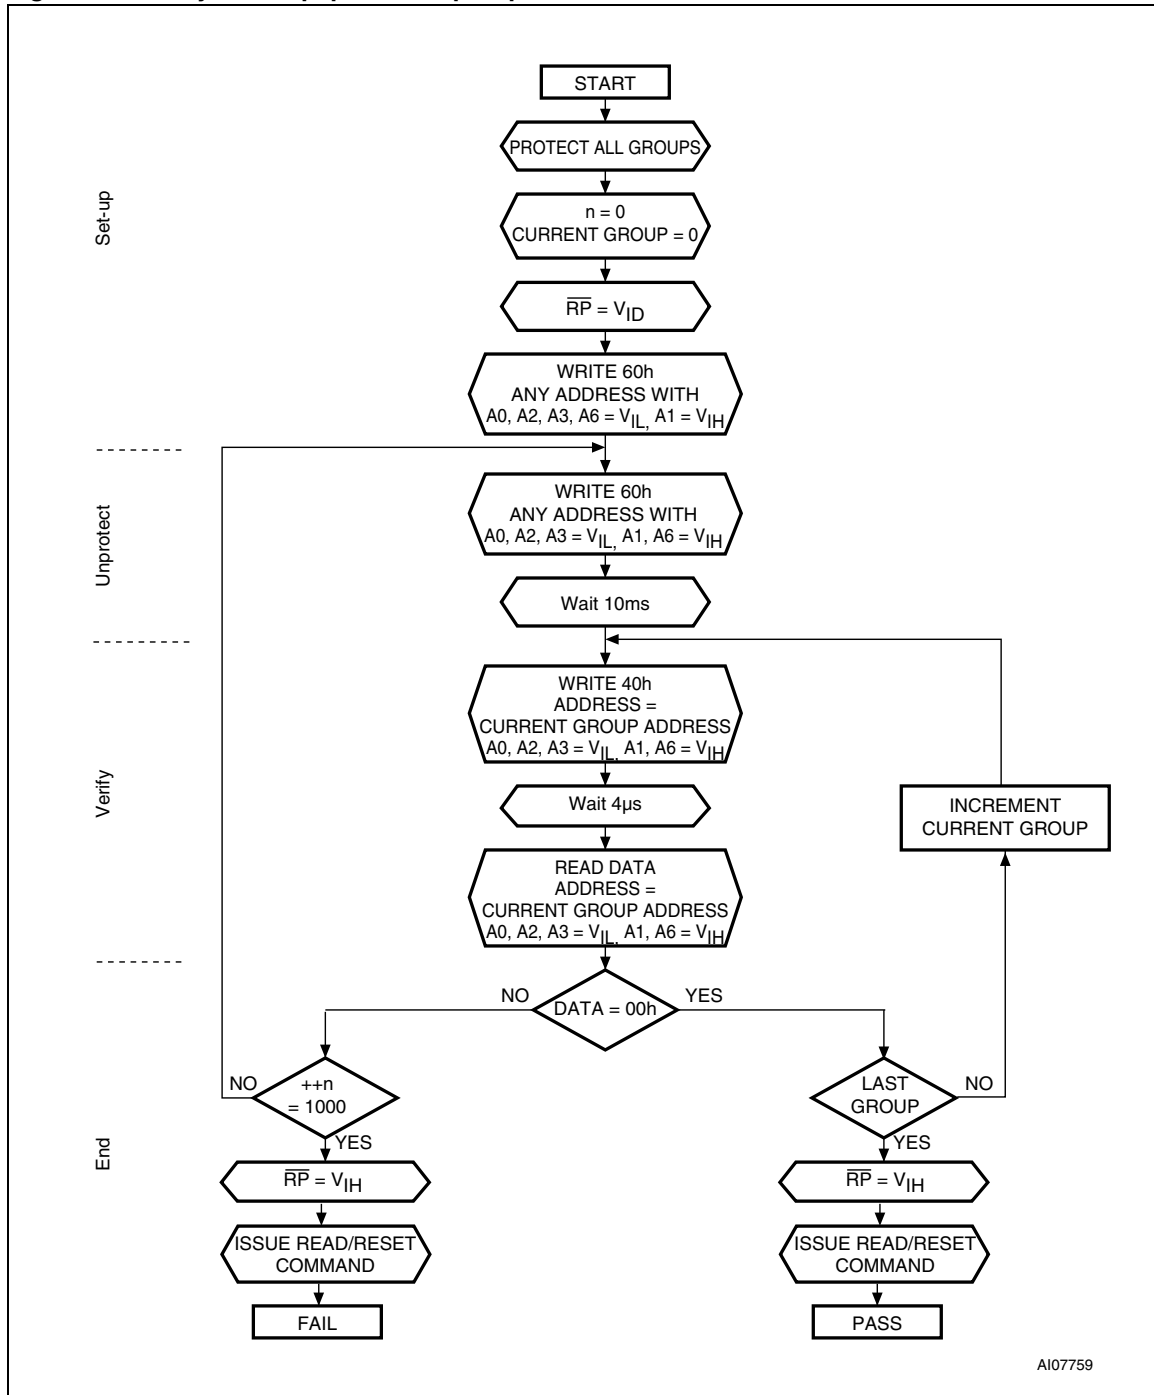 START
PROTECT ALL GROUPS
n = 0
CURRENT GROUP = 0
Set-up
RP = VID
WRITE 60h
ANY ADDRESS WITH
A0, A2, A3, A6 = VIL, A1 = VIH
WRITE 60h
ANY ADDRESS WITH
A0, A2, A3 = VIL, A1, A6 = VIH
Unprotect
Wait 10ms
WRITE 40h
ADDRESS =
CURRENT GROUP ADDRESS
A0, A2, A3 = VIL, A1, A6 = VIH
Verify
Wait 4µs
INCREMENT
CURRENT GROUP
READ DATA
ADDRESS =
CURRENT GROUP ADDRESS
A0, A2, A3 = VIL, A1, A6 = VIH
NO
DATA = 00h
YES
NO
++n
= 1000
LAST
GROUP
NO
YES
YES
End
RP = VIH
RP = VIH
ISSUE READ/RESET
COMMAND
ISSUE READ/RESET
COMMAND
FAIL
PASS
AI07759